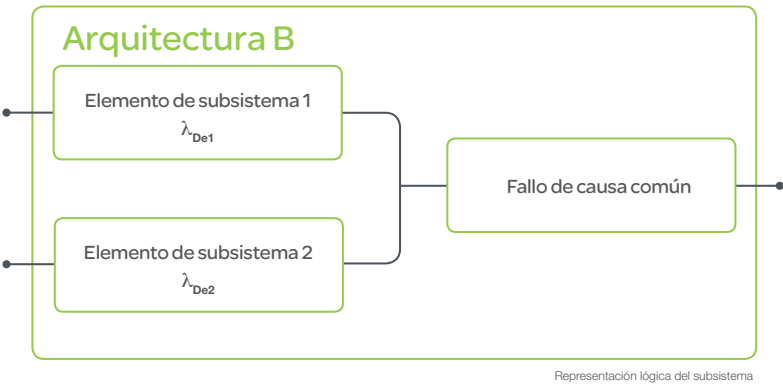 Arquitectura B
Elemento de subsistema 1
λDe1
Fallo de causa común
Elemento de subsistema 2
λDe2
Representación lógica del subsistema